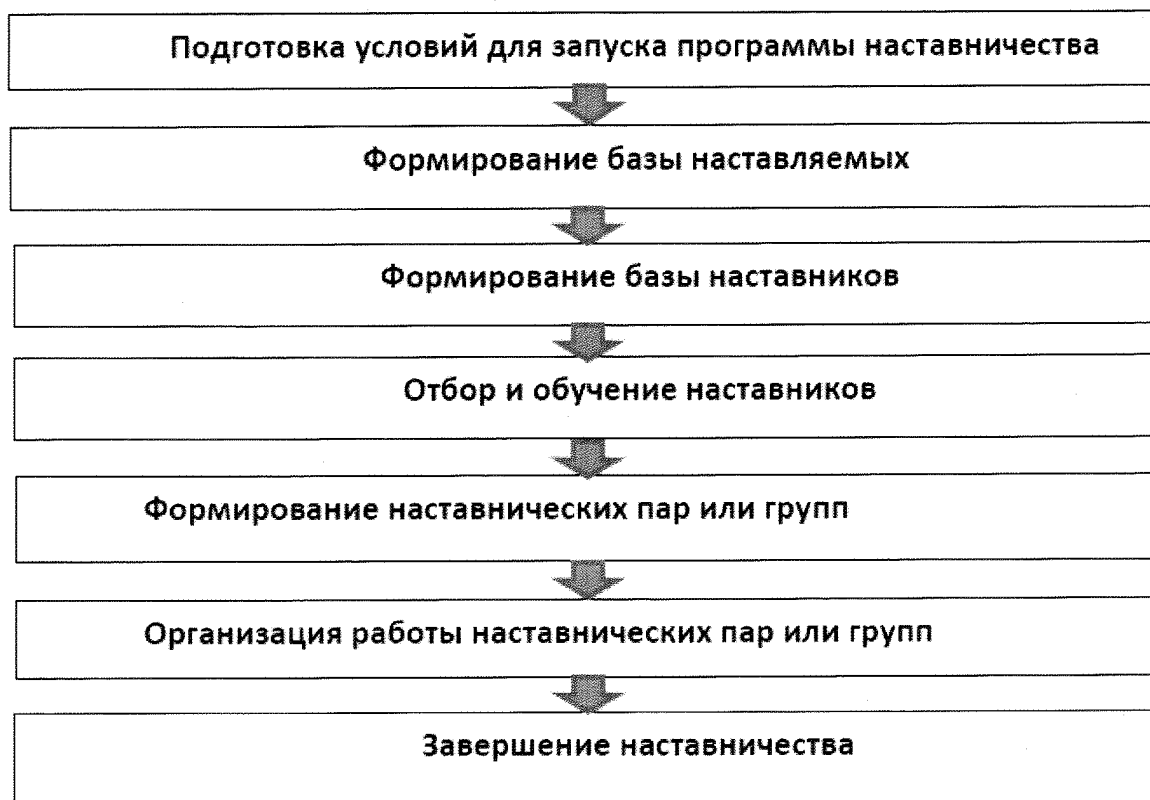 Подготовка условий для запуска программы наставничества
Формирование базы наставляемых
Формирование базы наставников
Отбор и обучение наставников
Формирование наставнических пар или групп
Организация работы наставнических пар или групп
Завершение наставничества